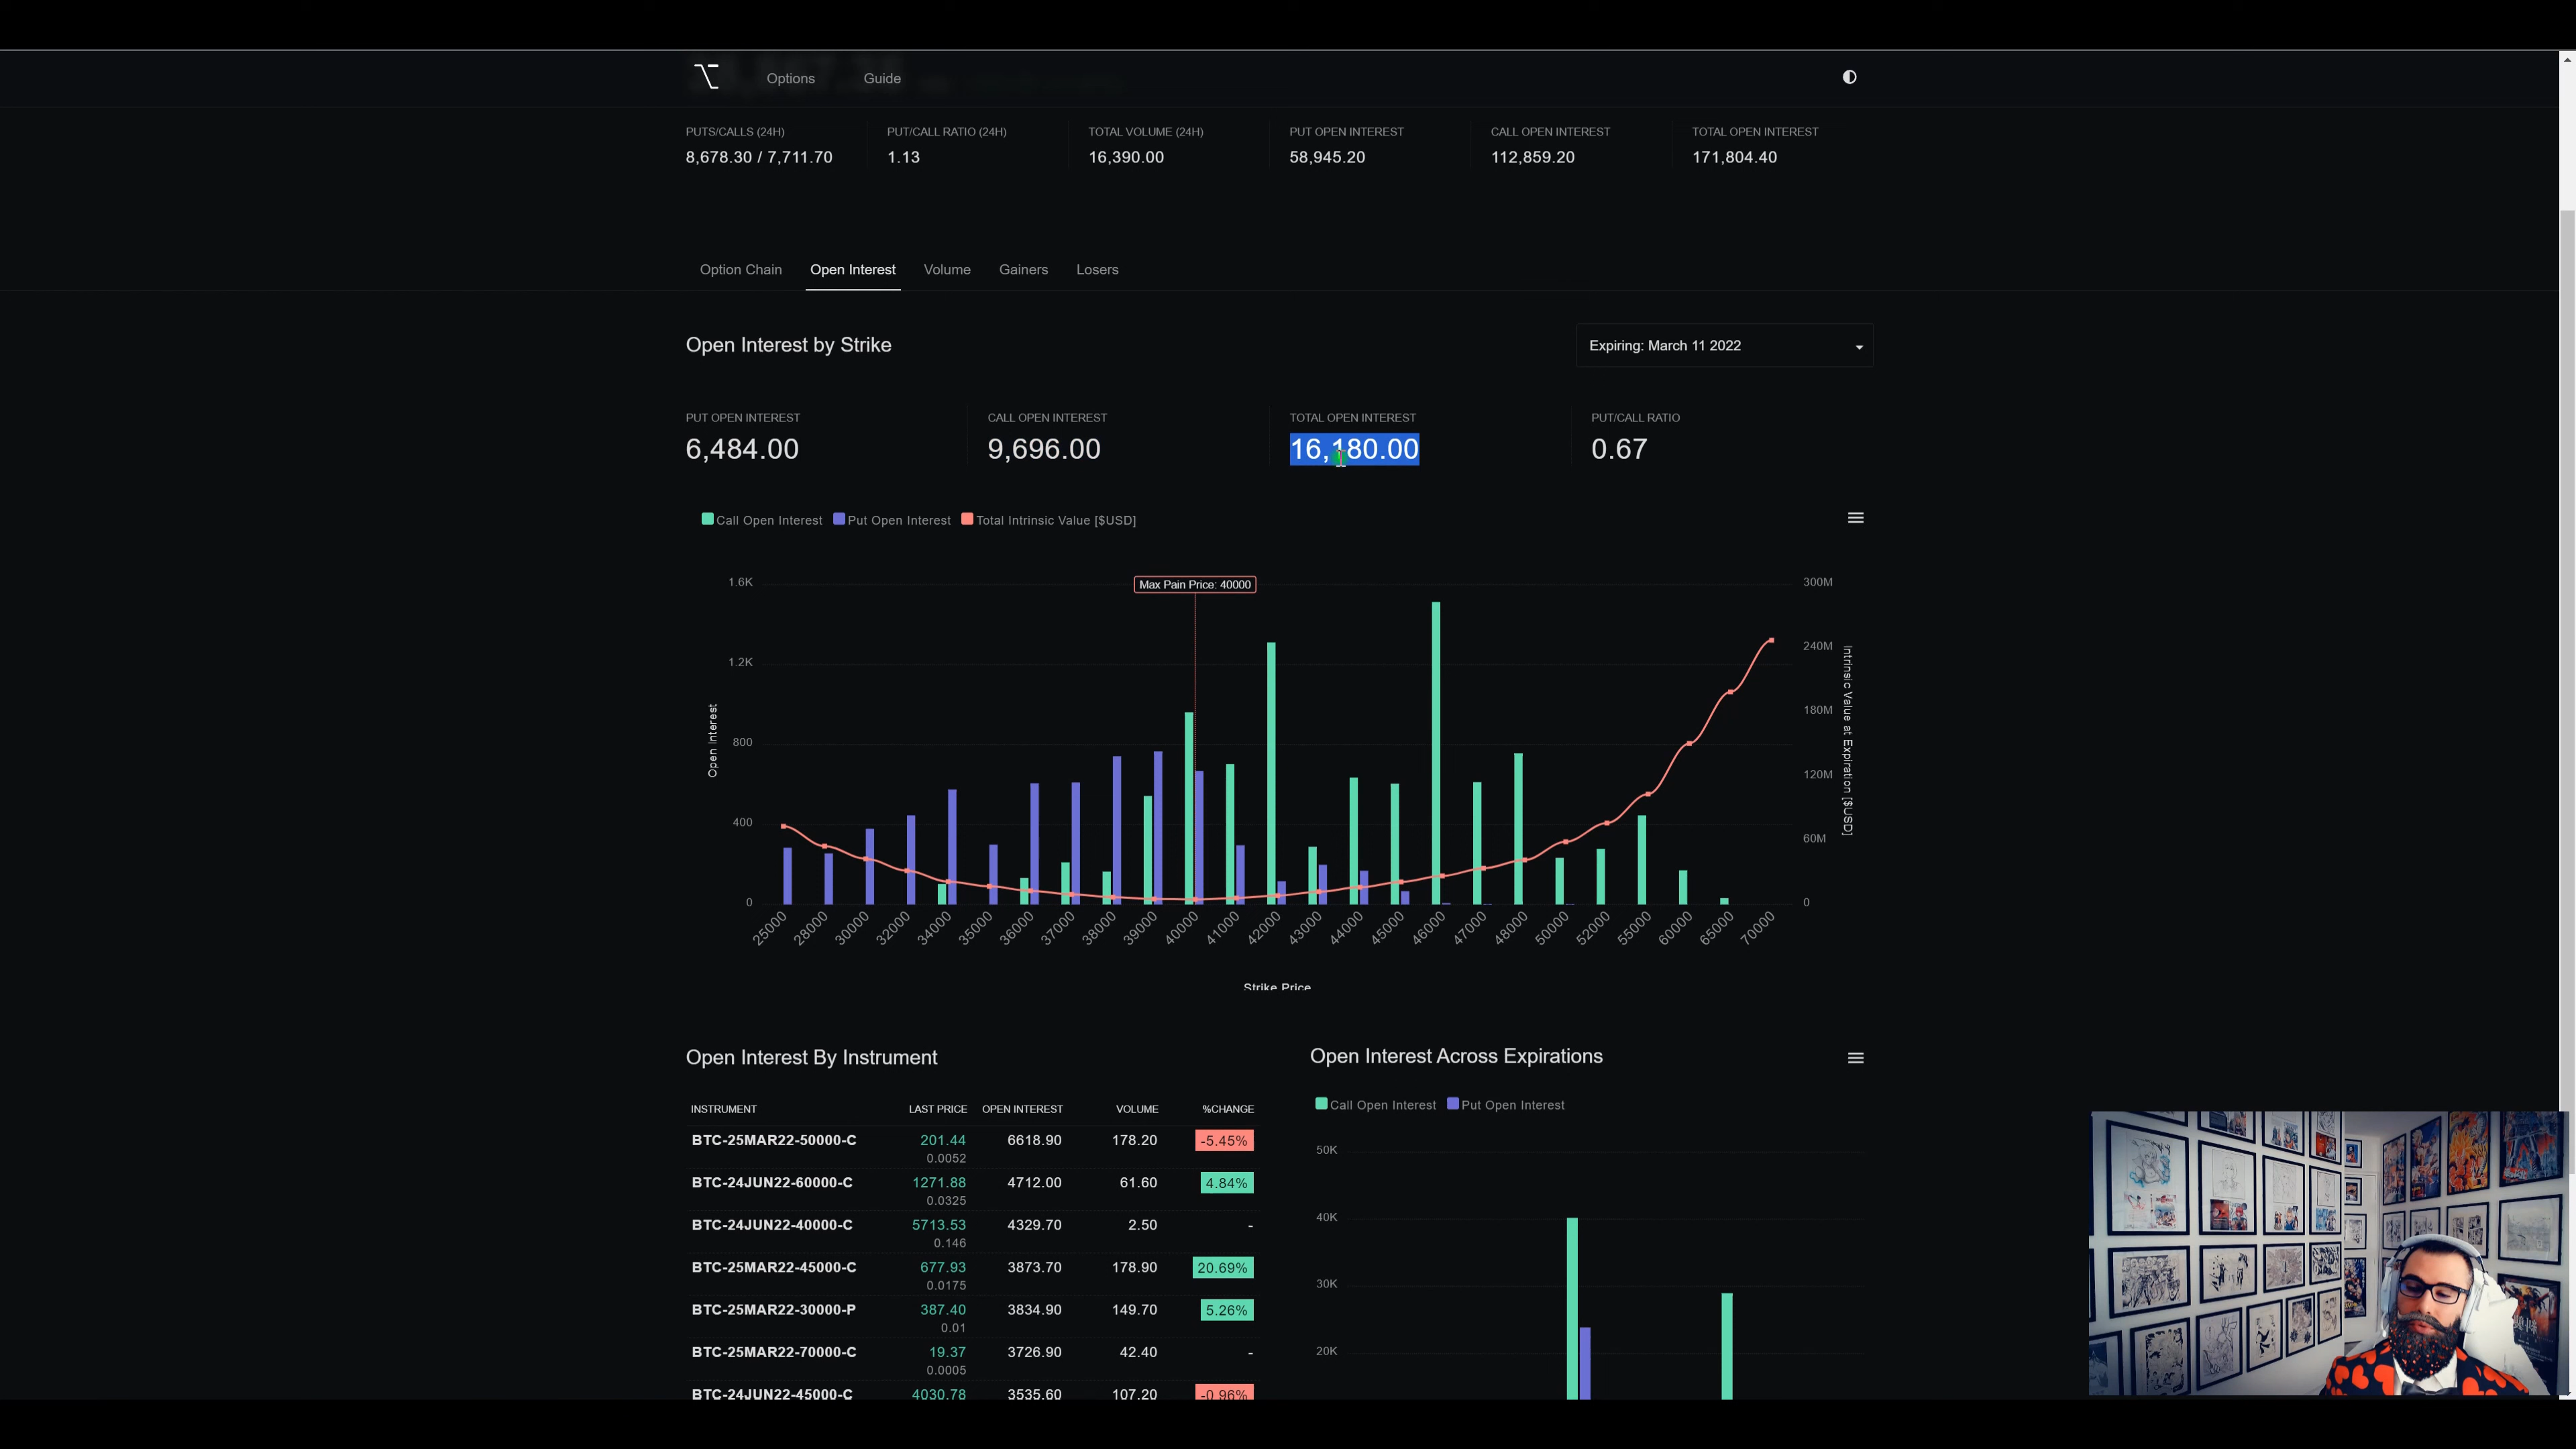 Options Guide
PUTS/CALLS (24H) PUT/CALL RATIO (24H) TOTAL VOLUME (24H) PUT OPEN INTEREST CALL OPEN INTEREST TOTAL OPEN INTEREST
8,678.30 / 7,711.70 1.13 16,390.00 58,945.20 112,859.20 171,804.40
Option Chain Open Interest Volume Gainers Losers
Open Interest by Strike Expiring: March 11 2022
PUT OPEN INTEREST CALL OPEN INTEREST TOTAL OPEN INTEREST PUT/CALL RATIO
6,484.00 9,696.00 16,180.00 0.67
Call Open Interest Put Open Interest Total Intrinsic Value [$USD]
Max Pain Price: 40000
1.6K 300M
1.2K 240M
800 180M
400 120M
0 60M
0
Open Interest
Intrinsic Value at Expiration [$USD]
25000 28000 30000 32000 34000 35000 36000 37000 38000 39000 40000 41000 42000 43000 44000 45000 46000 47000 48000 50000 52000 55000 60000 65000 70000
Strike Price
Open Interest By Instrument
INSTRUMENT LAST PRICE OPEN INTEREST VOLUME %CHANGE
BTC-25MAR22-50000-C 201.44 6618.90 178.20 -5.45%
0.0052
BTC-24JUN22-60000-C 1271.88 4712.00 61.60 4.84%
0.0325
BTC-24JUN22-40000-C 5713.53 4329.70 2.50 -
0.146
BTC-25MAR22-45000-C 677.93 3873.70 178.90 20.69%
0.0175
BTC-25MAR22-30000-P 387.40 3834.90 149.70 5.26%
0.01
BTC-25MAR22-70000-C 19.37 3726.90 42.40 -
0.0005
BTC-24JUN22-45000-C 4030.78 3535.60 107.20 -0.96%
Open Interest Across Expirations
Call Open Interest Put Open Interest
50K
40K
30K
20K